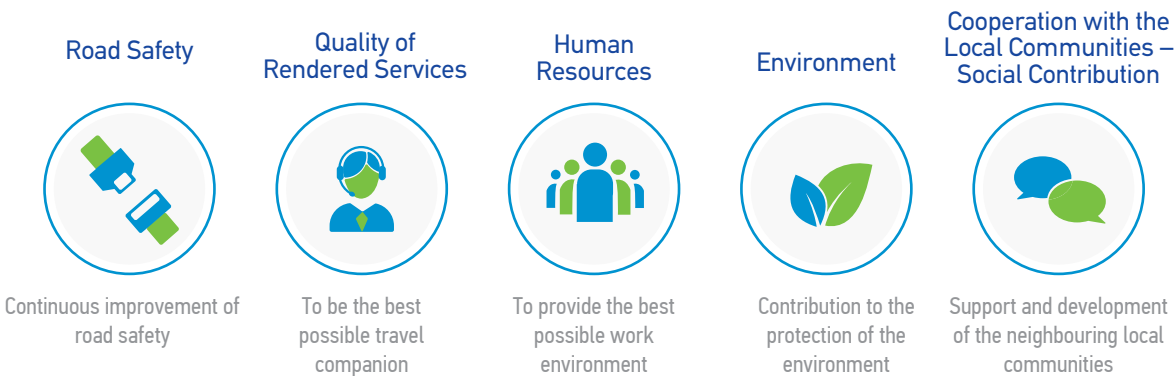 Road Safety
Continuous improvement of
road safety
Quality of
Rendered Services
To be the best
possible travel
companion
Human
Resources
To provide the best
possible work
environment
Environment
Contribution to the
protection of the
environment
Cooperation with the
Local Communities –
Social Contribution
Support and development
of the neighbouring local
communities